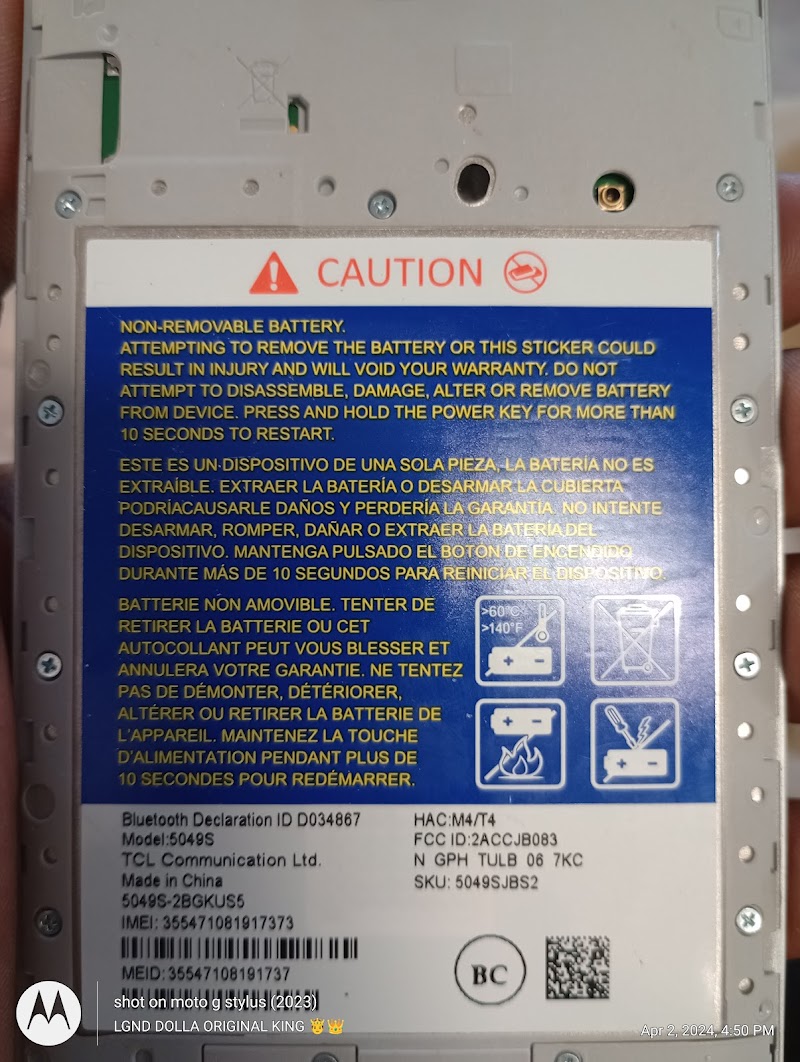 CAUTION
NON-REMOVABLE BATTERY.
ATTEMPTING TO REMOVE THE BATTERY OR THIS STICKER COULD
RESULT IN INJURY AND WILL VOID YOUR WARRANTY. DO NOT
ATTEMPT TO DISASSEMBLE, DAMAGE, ALTER OR REMOVE BATTERY
FROM DEVICE. PRESS AND HOLD THE POWER KEY FOR MORE THAN
10 SECONDS TO RESTART.
ESTE ES UN DISPOSITIVO DE UNA SOLA PIEZA, LA BATERÍA NO ES
EXTRAÍBLE. EXTRAER LA BATERÍA O DESARMAR LA CUBIERTA
PODRÍACAUSARLE DAÑOS Y PERDERÍA LA GARANTÍA. NO INTENTE
DESARMAR, ROMPER, DAÑAR O EXTRAER LA BATERÍA DEL
DISPOSITIVO. MANTENGA PULSADO EL BOTON DE ENCENDIDO
DURANTE MÁS DE 10 SEGUNDOS PARA REINICIAR EL DISPOSITIVO.
BATTERIE NON AMOVIBLE. TENTER DE
RETIRER LA BATTERIE OU CET
AUTOCOLLANT PEUT VOUS BLESSER ET
ANNULERA VOTRE GARANTIE. NE TENTEZ
PAS DE DÉMONTER, DÉTÉRIORER,
ALTÉRER OU RETIRER LA BATTERIE DE
L'APPAREIL. MAINTENEZ LA TOUCHE
D'ALIMENTATION PENDANT PLUS DE
10 SECONDES POUR REDÉMARRER.
>60°C
>140°F
Bluetooth Declaration ID D034867
Model:5049S
TCL Communication Ltd.
Made in China
5049S-2BGKUS5
IMEI: 355471081917373
MEID:35547108191737
HAC:M4/T4
FCC ID:2ACCJB083
N GPH TULB 06 7KC
SKU: 5049SJBS2
BC
shot on moto g stylus (2023)
LGND DOLLA ORIGINAL KING 🤴👑
Apr 2, 2024, 4:50 PM